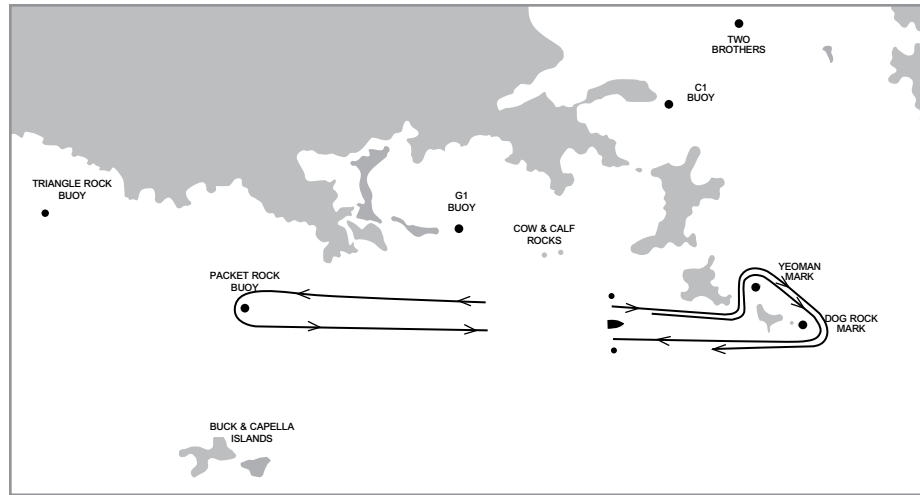 TWO
BROTHERS
C1
BUOY
TRIANGLE ROCK
BUOY
G1
BUOY
COW & CALF
ROCKS
PACKET ROCK
BUOY
YEOMAN
MARK
DOG ROCK
MARK
BUCK & CAPELLA
ISLANDS